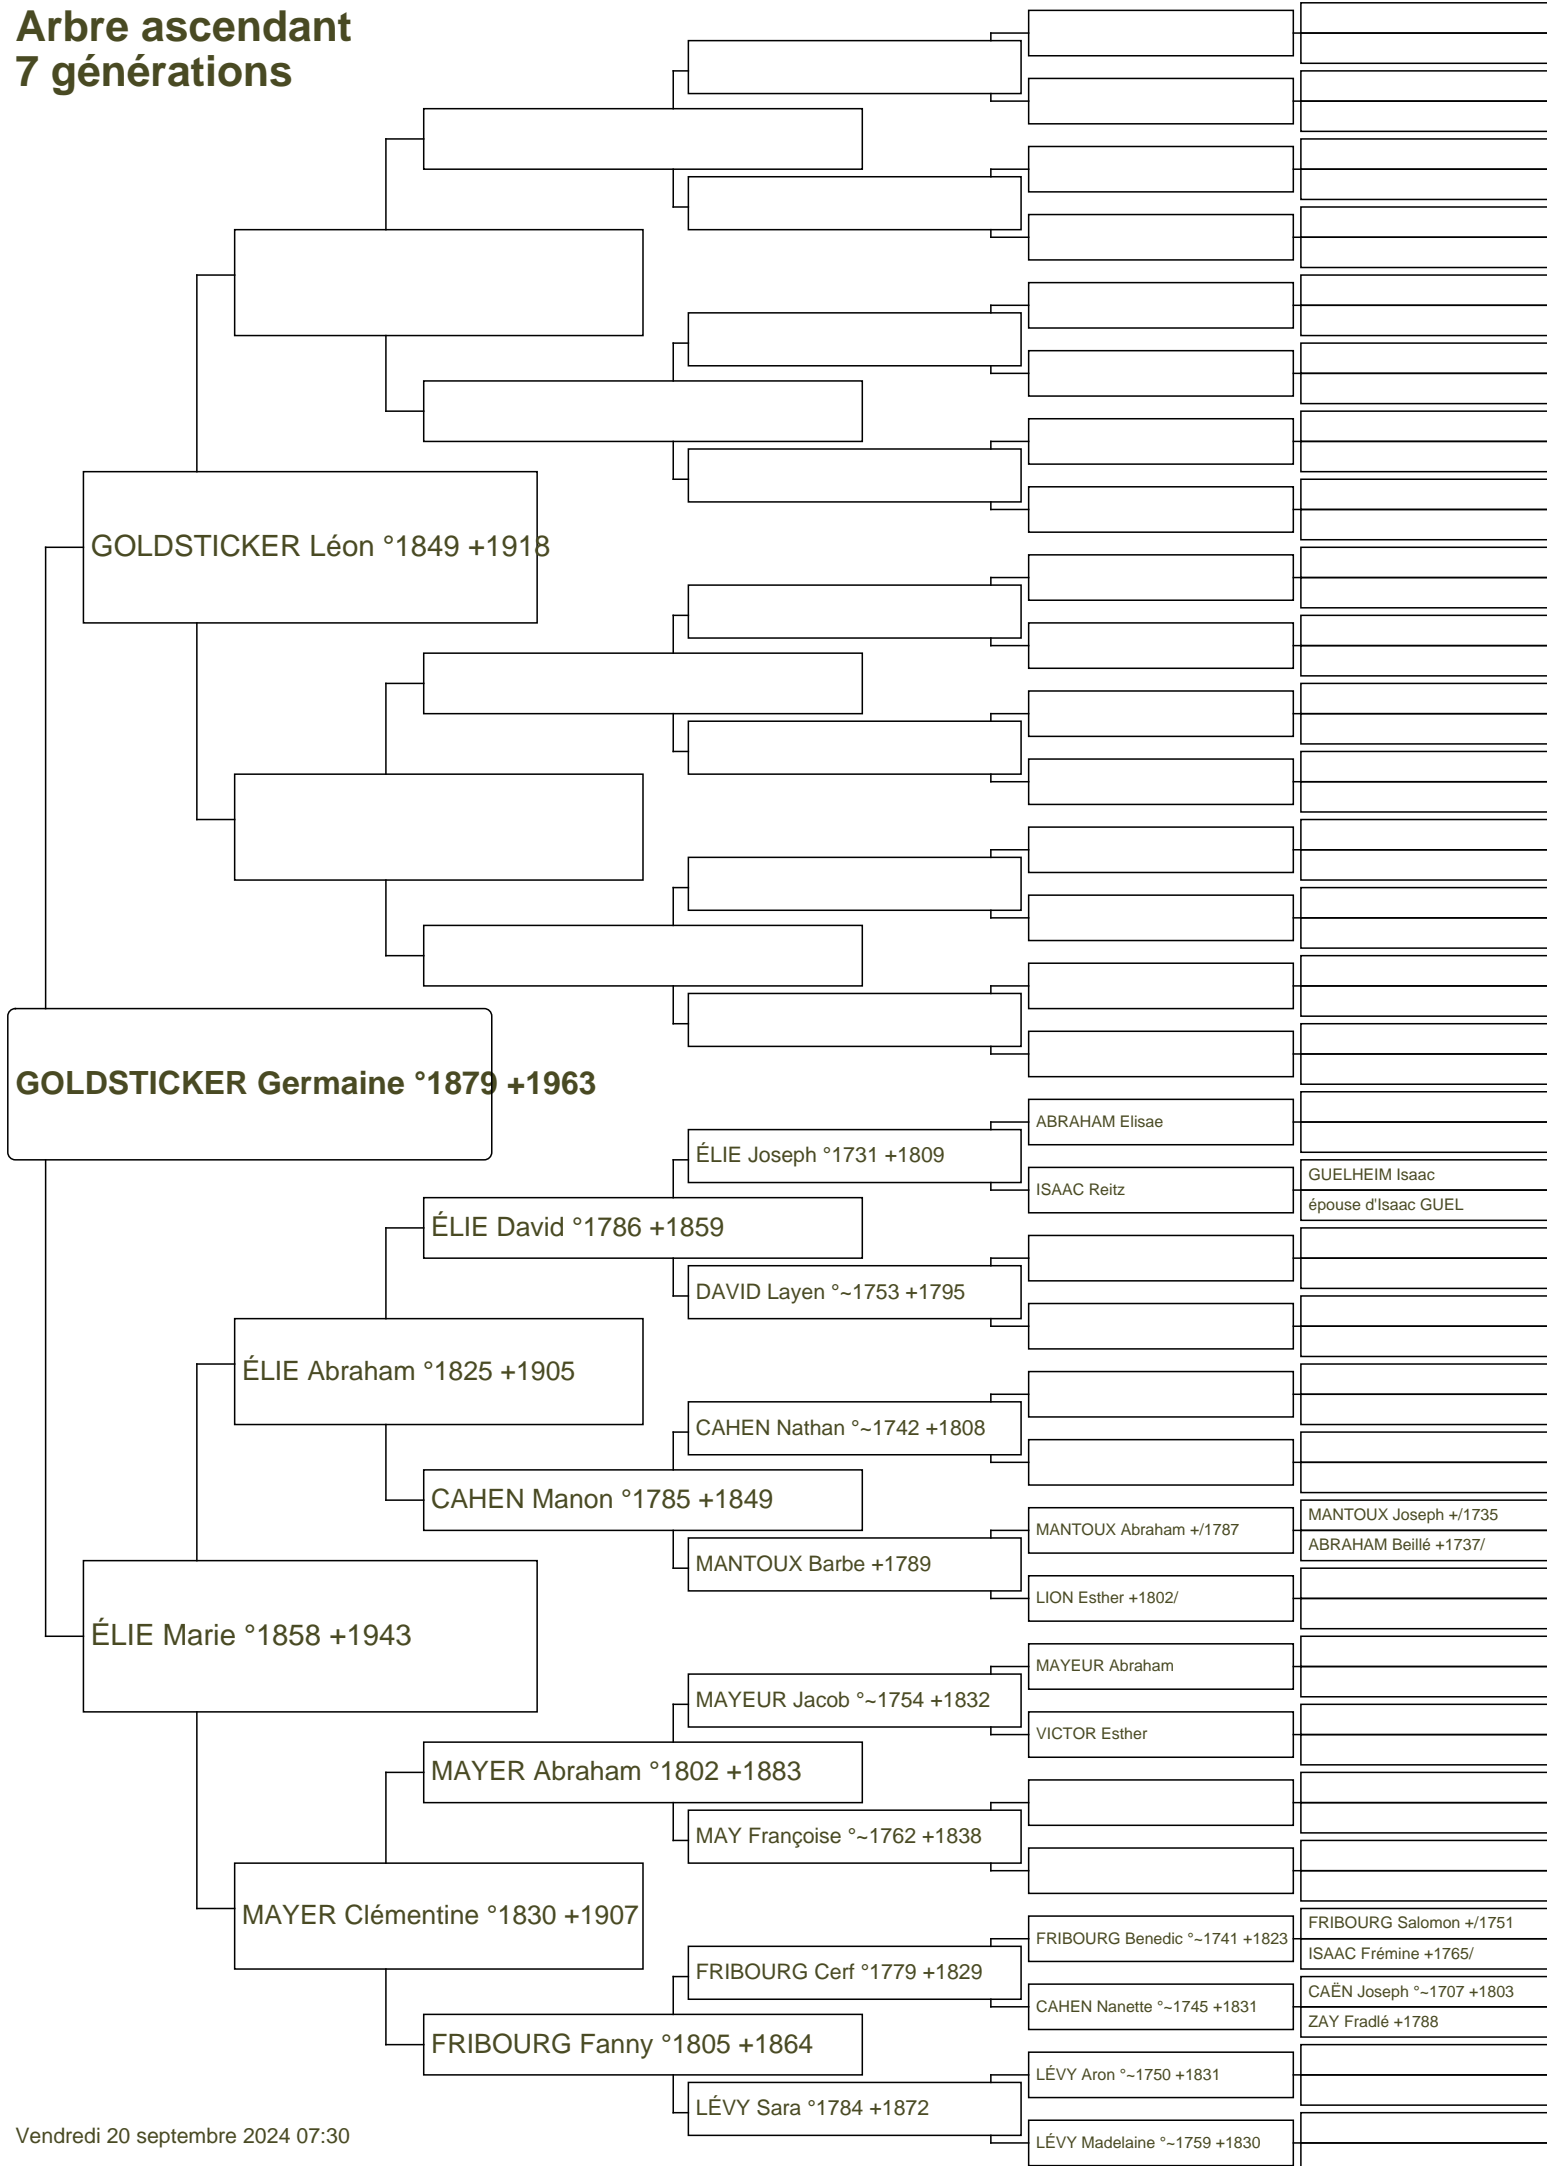 Arbre ascendant
7 générations
GOLDSTICKER Léon °1849 +1918
GOLDSTICKER Germaine °1879 +1963
ABRAHAM Elisae
ÉLIE Joseph °1731 +1809
GUELHEIM Isaac
ISAAC Reitz
épouse d'Isaac GUEL
ÉLIE David °1786 +1859
DAVID Layen °~1753 +1795
ÉLIE Abraham °1825 +1905
CAHEN Nathan °~1742 +1808
CAHEN Manon °1785 +1849
MANTOUX Joseph +/1735
MANTOUX Abraham +/1787
ABRAHAM Beillé +1737/
MANTOUX Barbe +1789
LION Esther +1802/
ÉLIE Marie °1858 +1943
MAYEUR Abraham
MAYEUR Jacob °~1754 +1832
VICTOR Esther
MAYER Abraham °1802 +1883
MAY Françoise °~1762 +1838
MAYER Clémentine °1830 +1907
FRIBOURG Salomon +/1751
FRIBOURG Benedic °~1741 +1823
ISAAC Frémine +1765/
FRIBOURG Cerf °1779 +1829
CAËN Joseph °~1707 +1803
CAHEN Nanette °~1745 +1831
ZAY Fradlé +1788
FRIBOURG Fanny °1805 +1864
LÉVY Aron °~1750 +1831
LÉVY Sara °1784 +1872
LÉVY Madelaine °~1759 +1830
Vendredi 20 septembre 2024 07:30